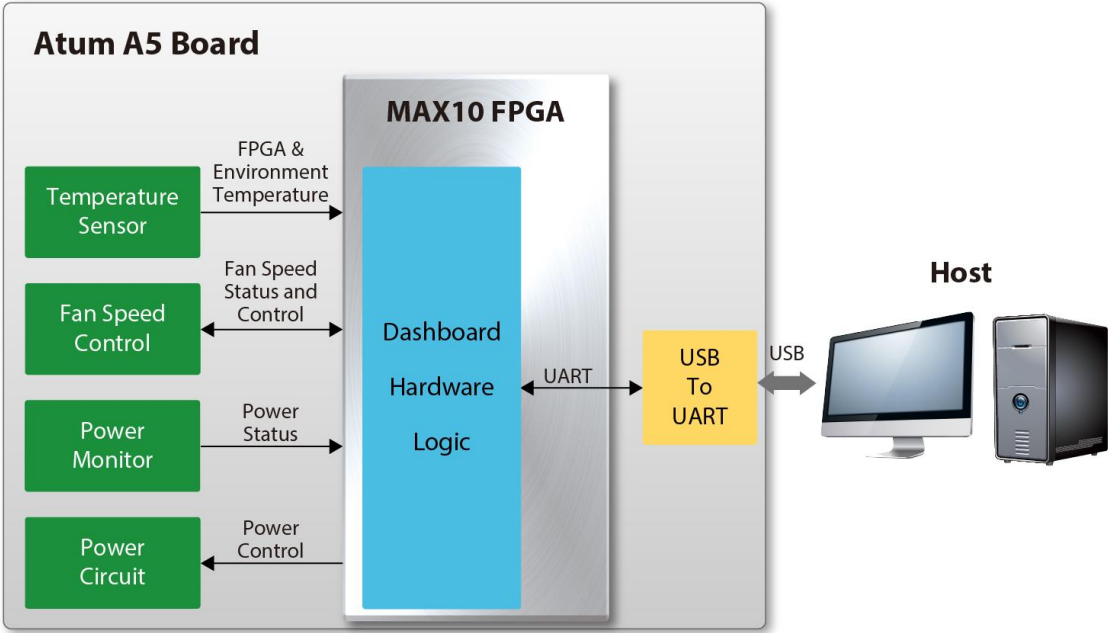 Atum A5 Board
MAX10 FPGA
FPGA &
Environment
Temperature
Temperature
Sensor
Fan Speed
Status and
Control
Fan Speed
Control
Power
Status
Power
Monitor
Power
Control
Power
Circuit
Dashboard
Hardware
Logic
UART
USB
To
UART
USB
Host